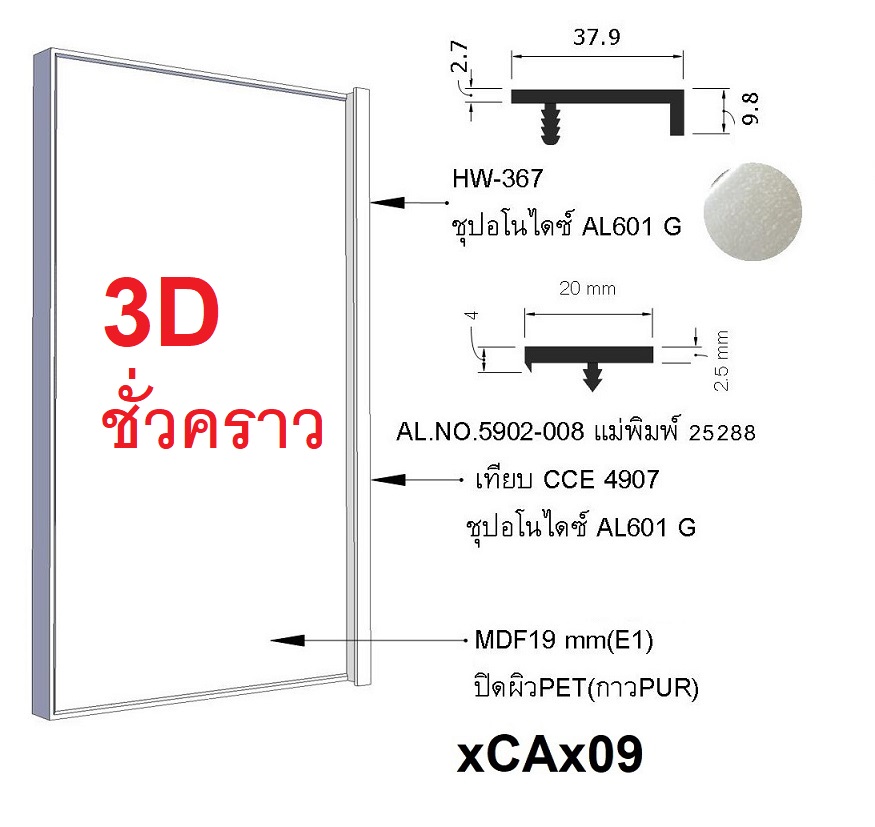 37.9
2.7
9.8
HW-367
ชุปอโนไดซ์ AL601 G
3D
ชั่วคราว
20 mm
4
2.5 mm
AL.NO.5902-008 แม่พิมพ์ 25288
เทียบ CCE 4907
ชุปอโนไดซ์ AL601 G
MDF19 mm(E1)
ปิดผิวPET(กาวPUR)
xCAx09